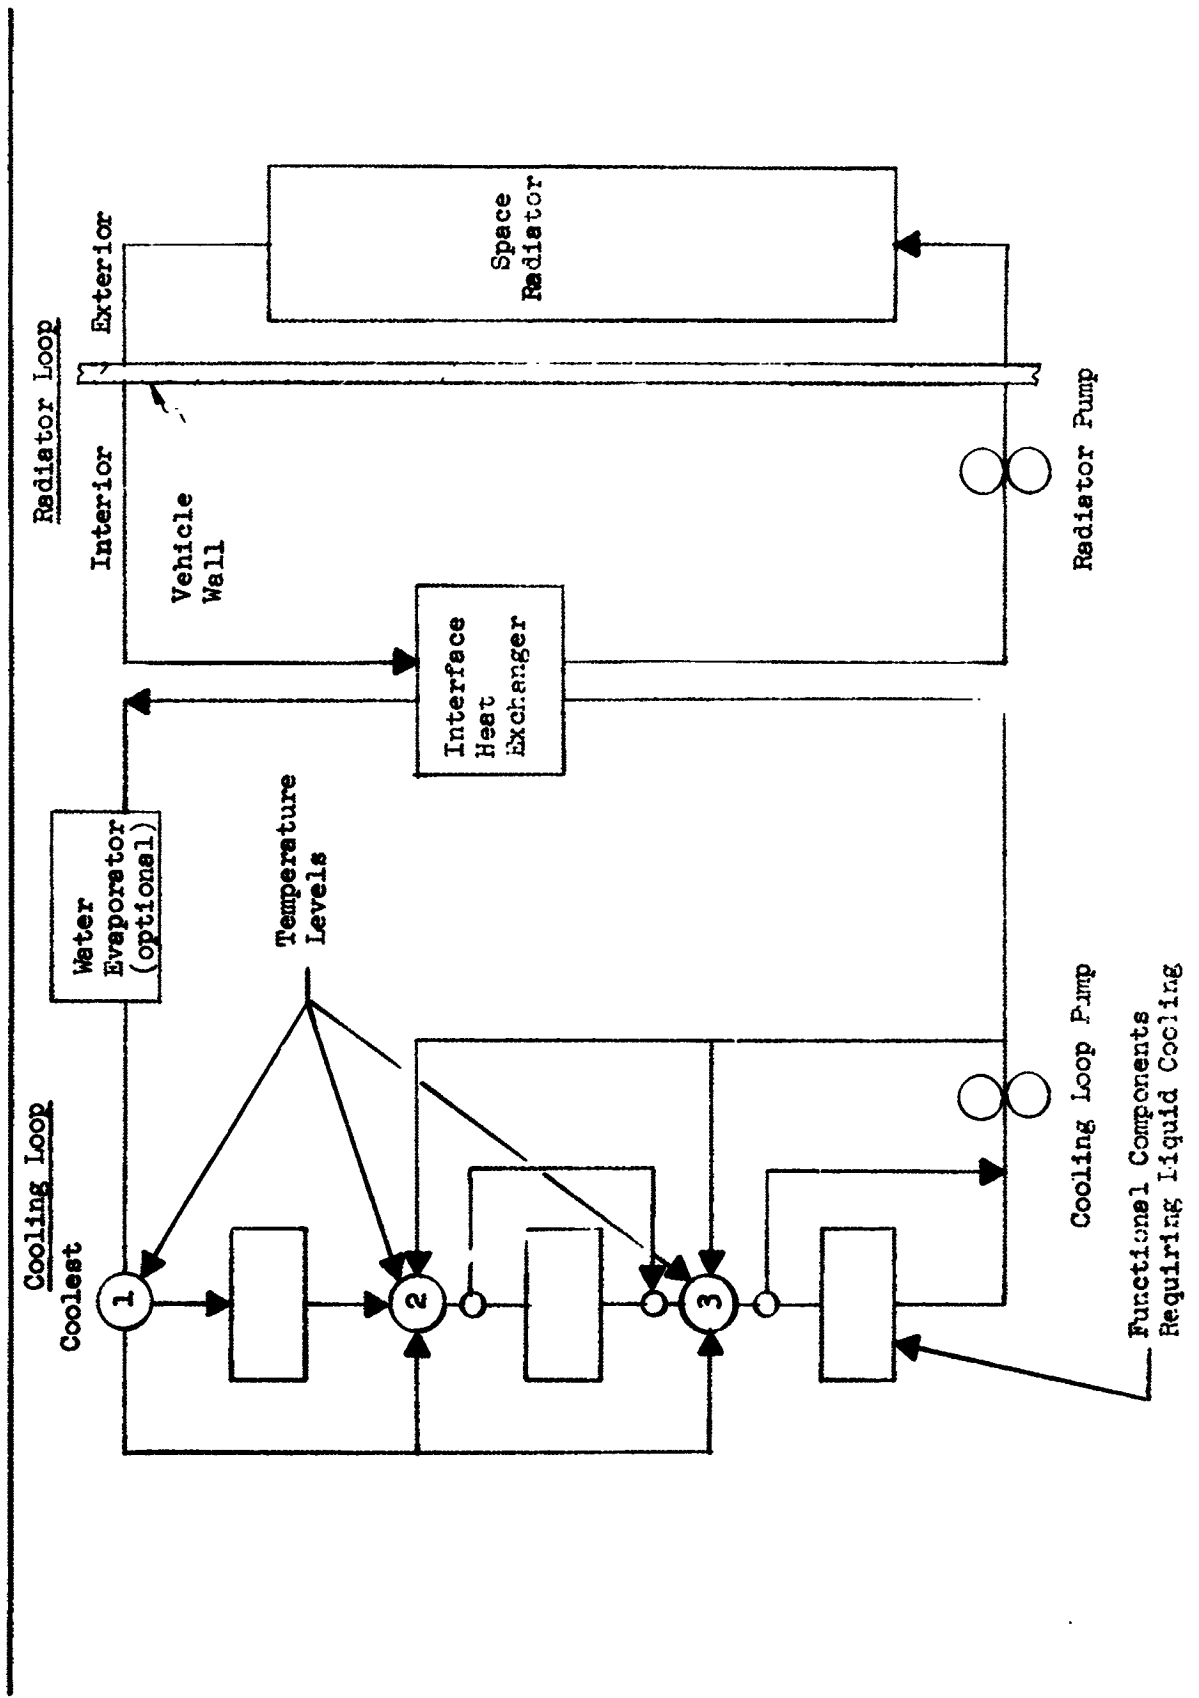 Cooling Loop
Coolest
1
2
3
Water
Evaporator
(optional)
Temperature
Levels
Cooling Loop Pump
Functional Components
Requiring Liquid Cooling
Radiator Loop
Interior
Exterior
Vehicle
Wall
Interface
Heat
Exchanger
Space
Radiator
Radiator Pump